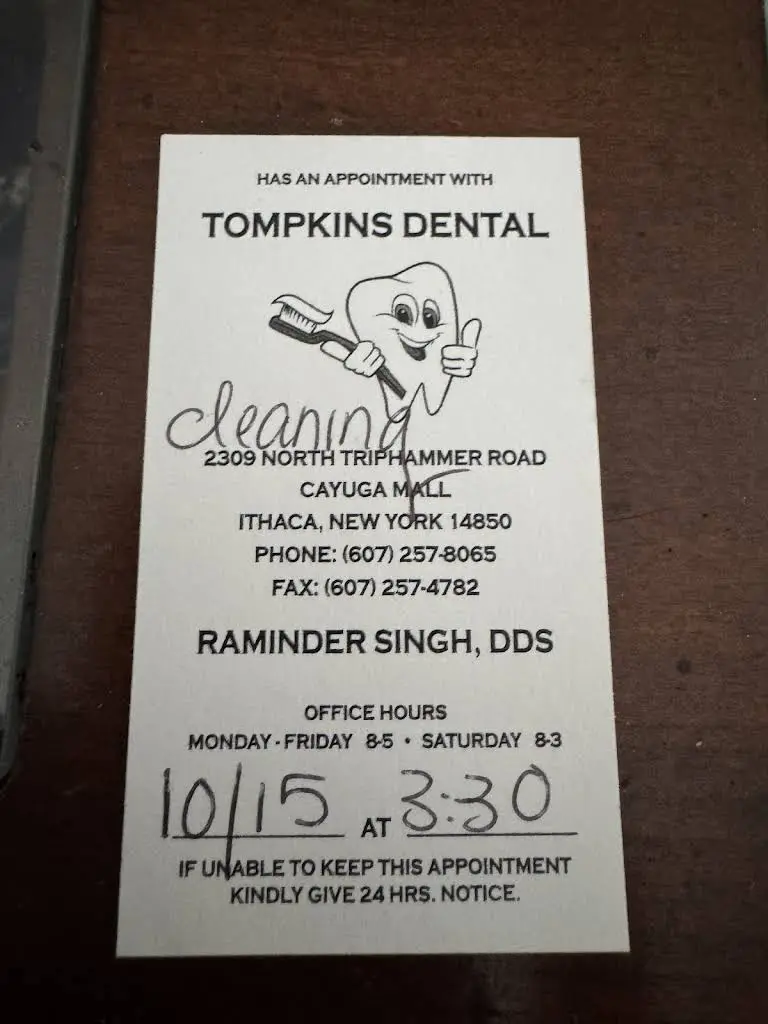 HAS AN APPOINTMENT WITH
TOMPKINS DENTAL
cleaning
2309 NORTH TRIPHAMMER ROAD
CAYUGA MALL
ITHACA, NEW YORK 14850
PHONE: (607) 257-8065
FAX: (607) 257-4782
RAMINDER SINGH, DDS
OFFICE HOURS
MONDAY - FRIDAY 8-5 • SATURDAY 8-3
10/15 AT 3:30
IF UNABLE TO KEEP THIS APPOINTMENT
KINDLY GIVE 24 HRS. NOTICE.